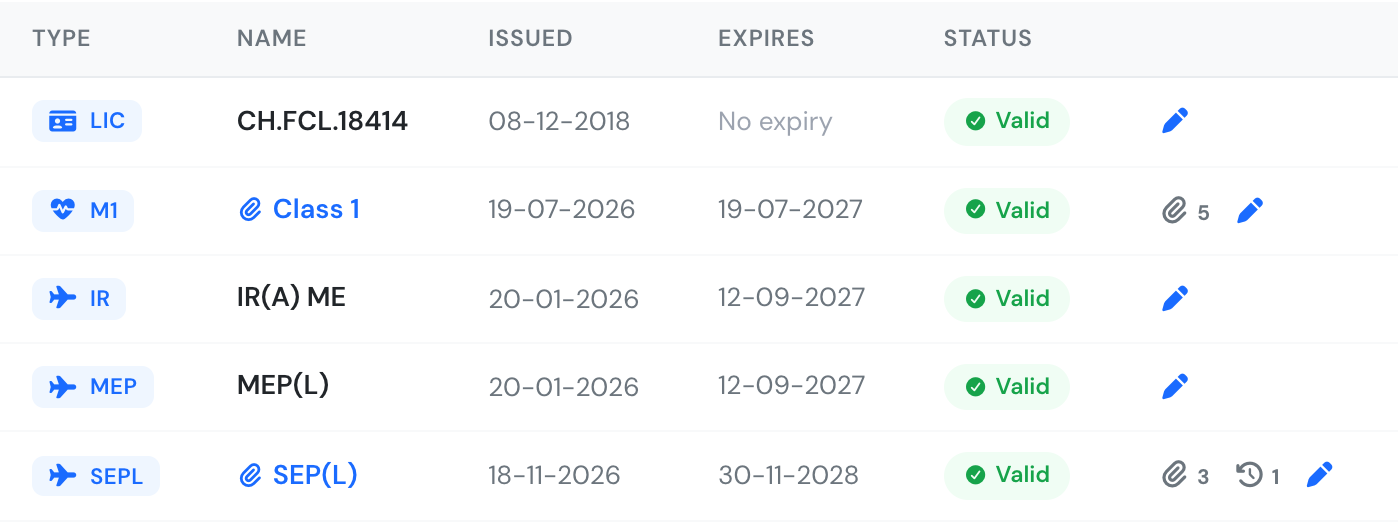 TYPE NAME ISSUED EXPIRES STATUS
LIC CH.FCL.18414 08-12-2018 No expiry Valid
M1 Class 1 19-07-2026 19-07-2027 Valid 5
IR IR(A) ME 20-01-2026 12-09-2027 Valid
MEP MEP(L) 20-01-2026 12-09-2027 Valid
SEPL SEP(L) 18-11-2026 30-11-2028 Valid 3 1